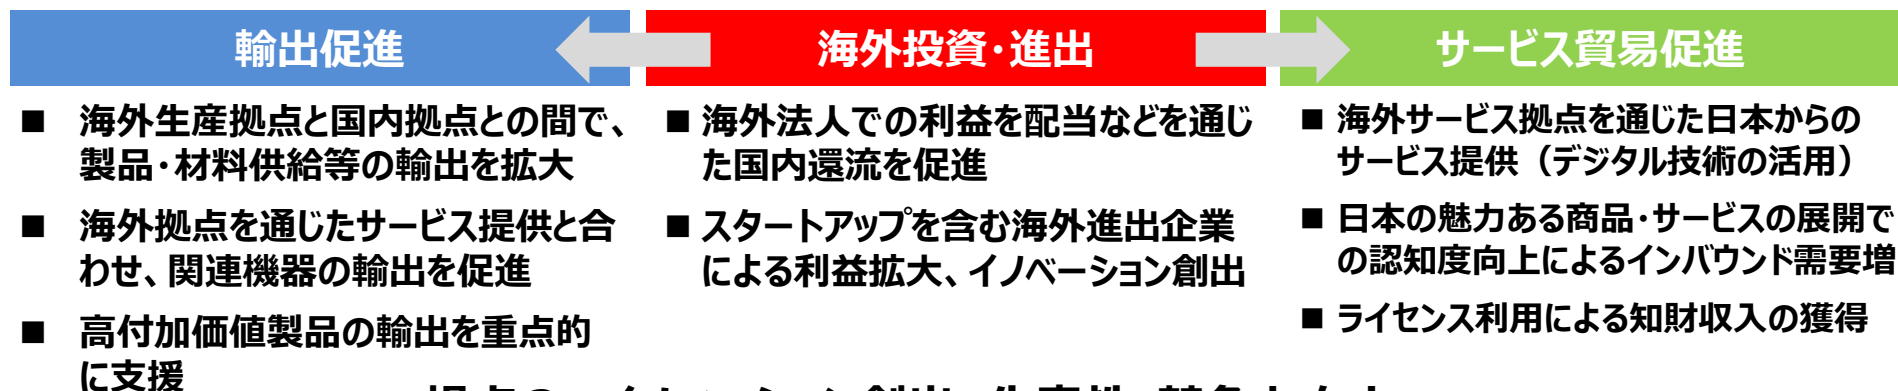 輸出促進
■ 海外生産拠点と国内拠点との間で、
製品・材料供給等の輸出を拡大
■ 海外拠点を通じたサービス提供と合
わせ、関連機器の輸出を促進
■ 高付加価値製品の輸出を重点的
に支援
海外投資・進出
■ 海外法人での利益を配当などを通じ
た国内還流を促進
■ スタートアップを含む海外進出企業
による利益拡大、イノベーション創出
サービス貿易促進
■ 海外サービス拠点を通じた日本からの
サービス提供（デジタル技術の活用）
■ 日本の魅力ある商品・サービスの展開で
の認知度向上によるインバウンド需要増
■ ライセンス利用による知財収入の獲得